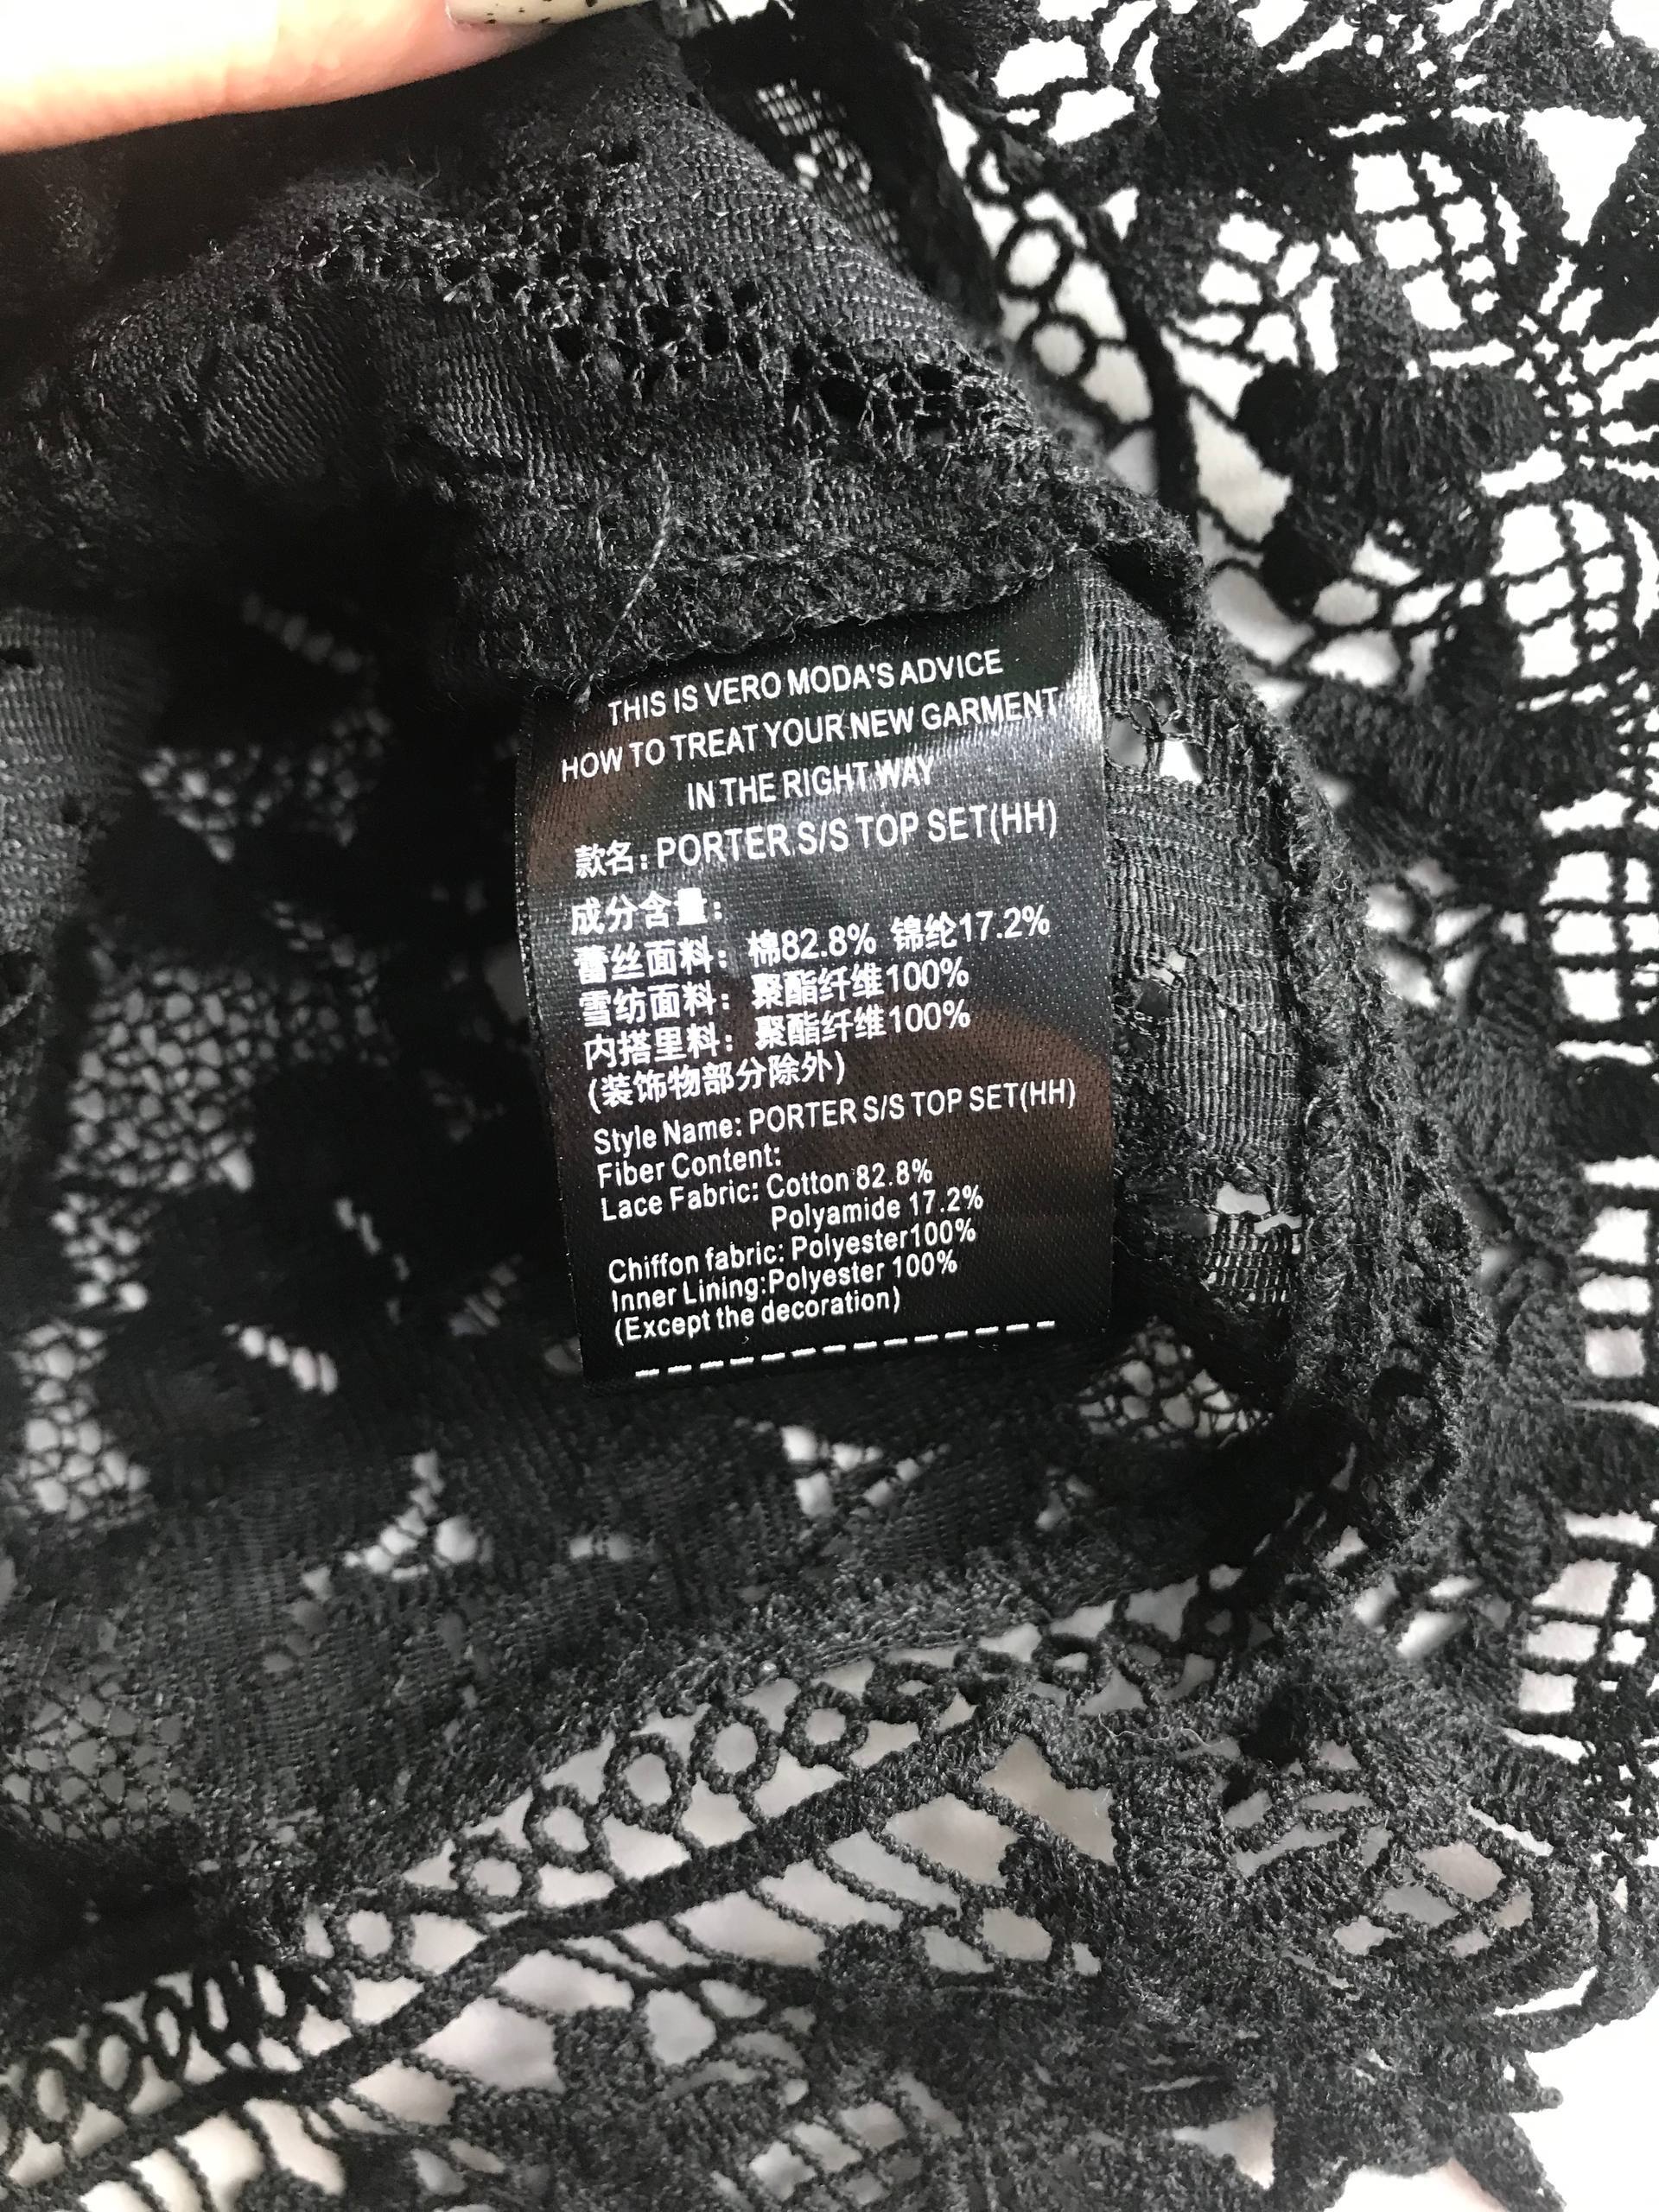 THIS IS VERO MODA'S ADVICE
HOW TO TREAT YOUR NEW GARMENT
IN THE RIGHT WAY
款名: PORTER S/S TOP SET(HH)
成分含量:
蕾丝面料: 棉82.8% 锦纶17.2%
雪纺面料: 聚酯纤维100%
内搭里料: 聚酯纤维100%
(装饰物部分除外)
Style Name: PORTER S/S TOP SET(HH)
Fiber Content:
Lace Fabric: Cotton 82.8%
Polyamide 17.2%
Chiffon fabric: Polyester100%
Inner Lining:Polyester 100%
(Except the decoration)